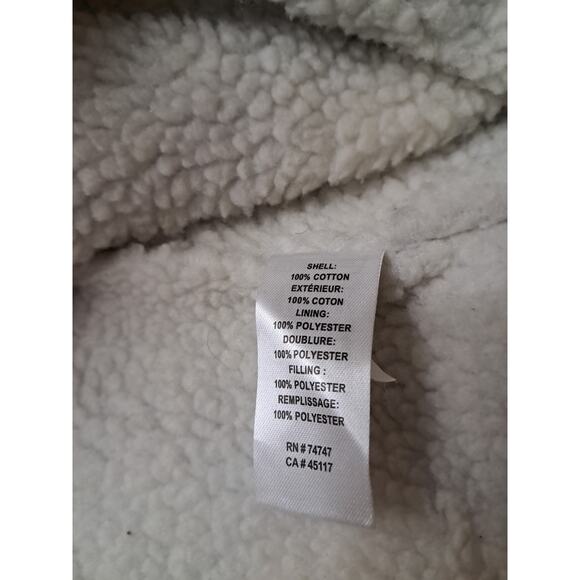 SHELL:
100% COTTON
EXTÉRIEUR:
100% COTON
LINING:
100% POLYESTER
DOUBLURE:
100% POLYESTER
FILLING :
100% POLYESTER
REMPLISSAGE:
100% POLYESTER
RN # 74747
CA # 45117